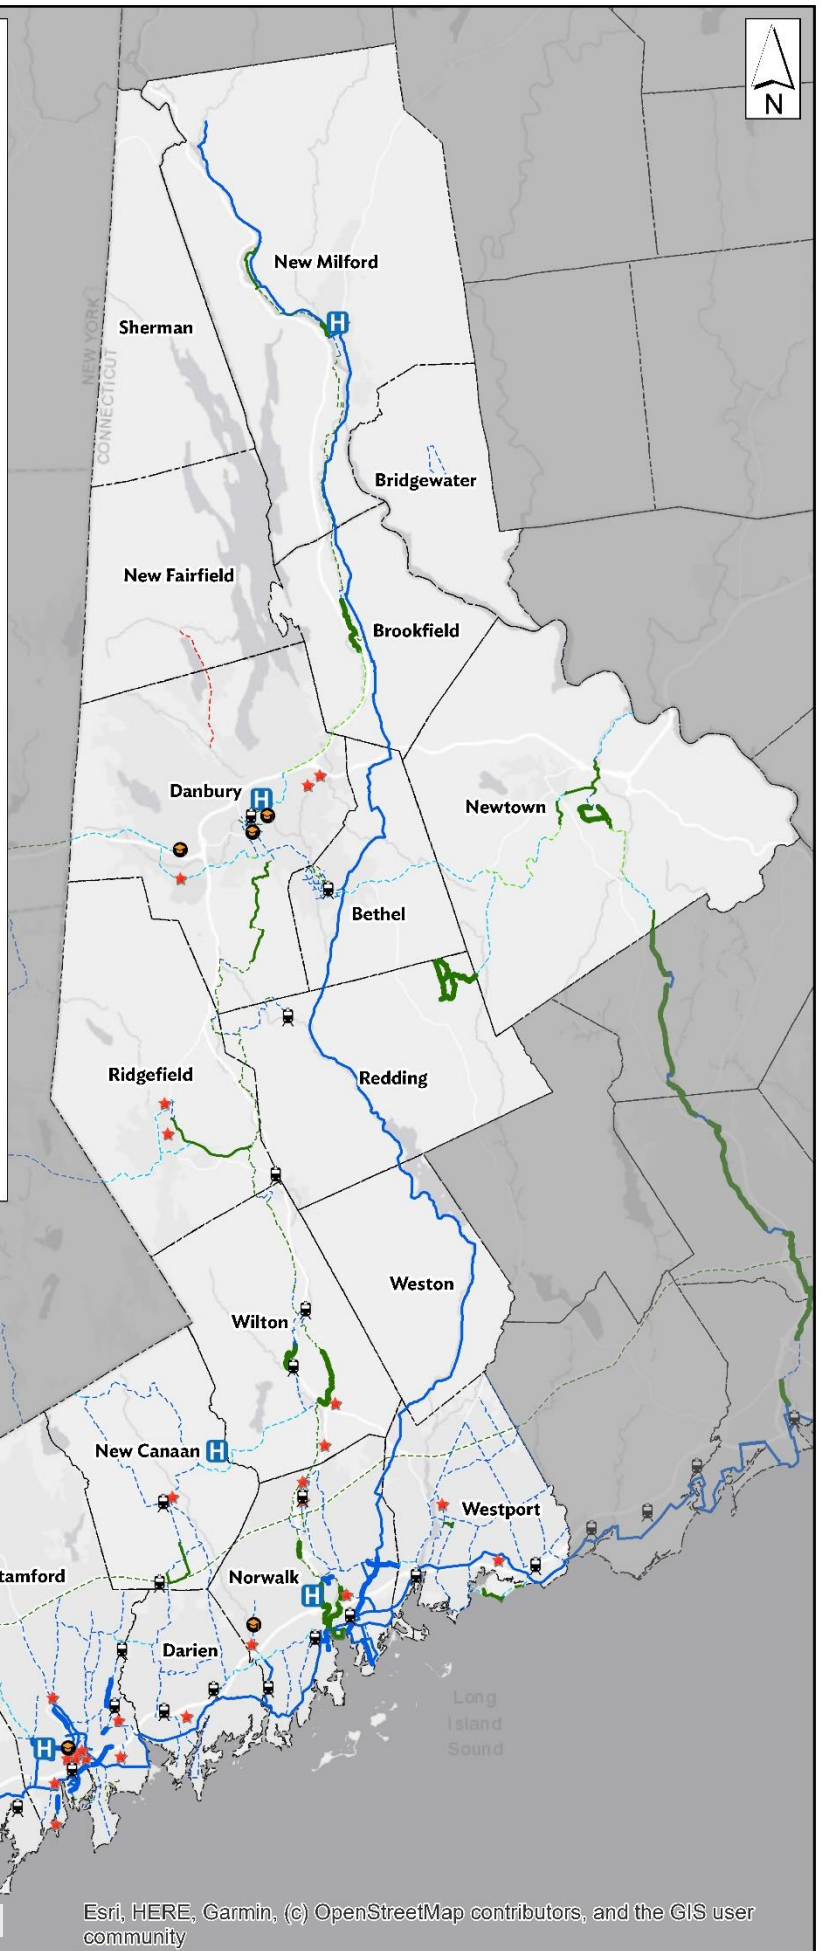 N
New Milford
H
Sherman
NEW YORK
CONNECTICUT
Bridgewater
New Fairfield
Brookfield
Danbury
H
Newtown
Bethel
Ridgefield
Redding
Weston
Wilton
New Canaan
H
Westport
tamford
Norwalk
H
Darien
Long
Island
Sound
H
Esri, HERE, Garmin, (c) OpenStreetMap contributors, and the GIS user
community